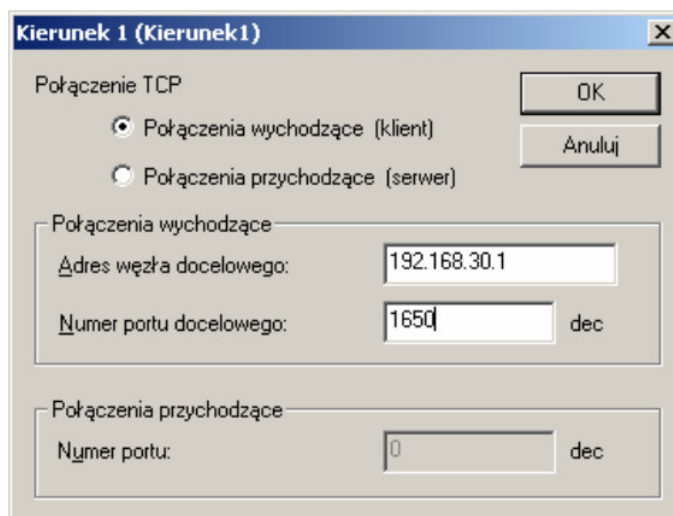 Kierunek 1 (Kierunek1)
Połączenie TCP
OK
Połączenia wychodzące (klient)
Anuluj
Połączenia przychodzące (serwer)
Połączenia wychodzące
Adres węzła docelowego: 192.168.30.1
Numer portu docelowego: 1650 dec
Połączenia przychodzące
Numer portu: 0 dec